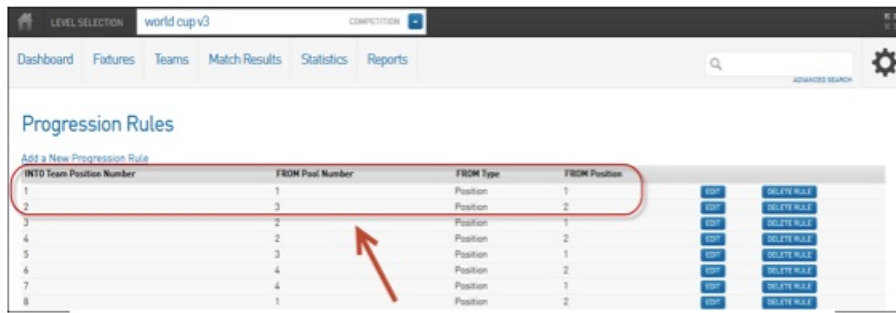 LEVEL SELECTION world cup v3 COMPETITION
Dashboard Fixtures Teams Match Results Statistics Reports
ADVANCED SEARCH
Progression Rules
Add a New Progression Rule
INTO Team Position Number FROM Pool Number FROM Type FROM Position
1 1 Position 1 EDIT DELETE RULE
2 3 Position 2 EDIT DELETE RULE
3 2 Position 1 EDIT DELETE RULE
4 2 Position 2 EDIT DELETE RULE
5 3 Position 1 EDIT DELETE RULE
6 4 Position 2 EDIT DELETE RULE
7 4 Position 1 EDIT DELETE RULE
8 1 Position 2 EDIT DELETE RULE